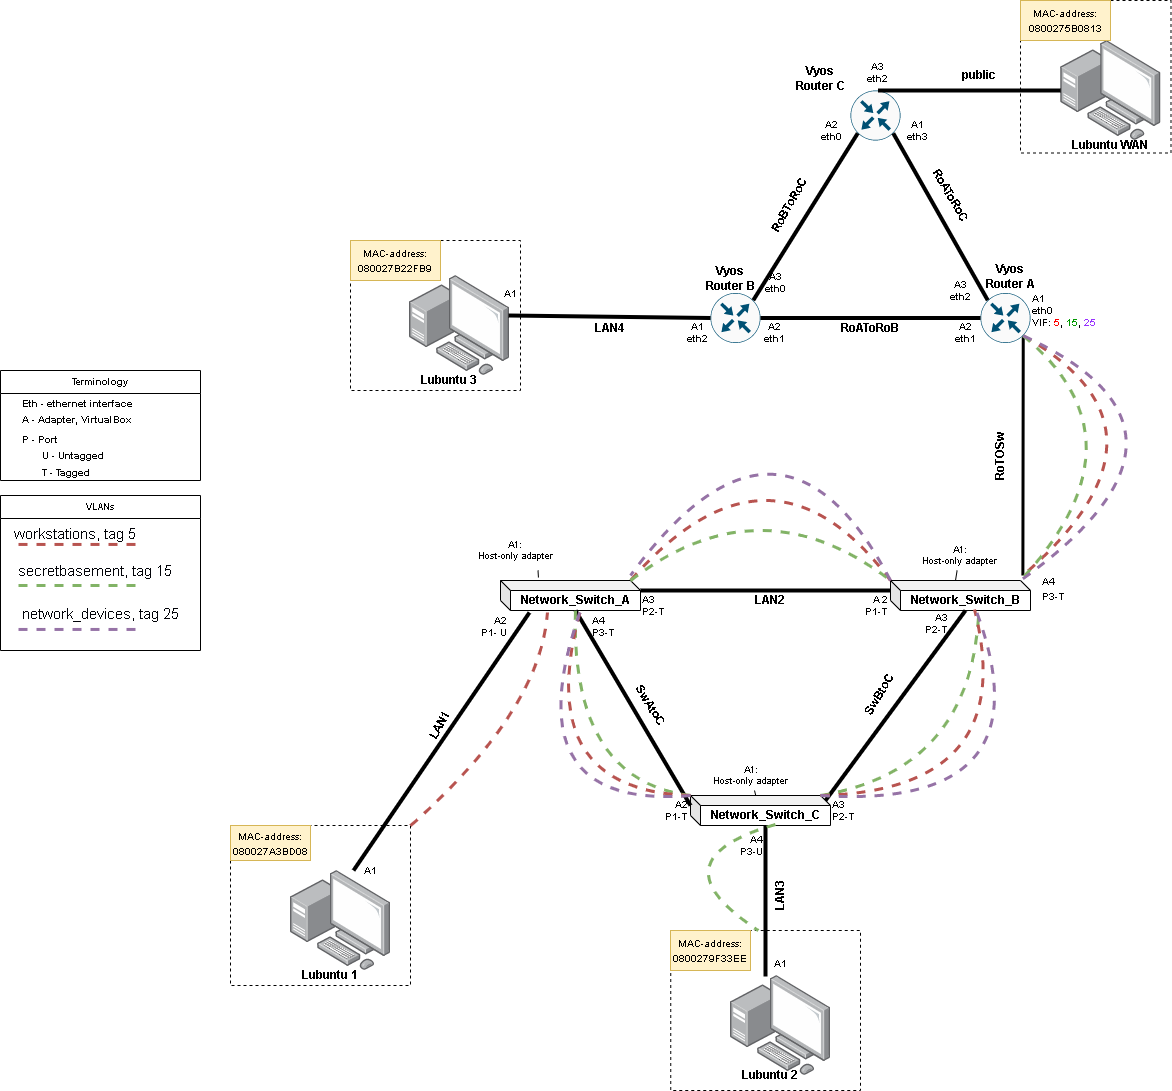 MAC-address:
0800275B0813
Lubuntu WAN
public
A3
eth2
Vyos
Router C
A2
eth0
A1
eth3
RoBToRoC
RoAToRoC
MAC-address:
080027B22FB9
A1
Lubuntu 3
LAN4
Vyos
Router B
A3
eth0
A1
eth2
A2
eth1
RoAToRoB
Vyos
Router A
A3
eth2
A1
eth0
VIF: 5, 15, 25
A2
eth1
RoTOSw
Terminology
Eth - ethernet interface
A - Adapter, VirtualBox
P - Port
U - Untagged
T - Tagged
VLANs
workstations, tag 5
secretbasement, tag 15
network_devices, tag 25
A1:
Host-only adapter
Network_Switch_A
A3
P2-T
A2
P1- U
A4
P3-T
LAN2
A1:
Host-only adapter
Network_Switch_B
A2
P1-T
A3
P2-T
A4
P3-T
LAN1
SwAtoC
SwBtoC
A1:
Host-only adapter
Network_Switch_C
A2
P1-T
A3
P2-T
A4
P3-U
LAN3
MAC-address:
080027A3BD08
A1
Lubuntu 1
MAC-address:
0800279F33EE
A1
Lubuntu 2